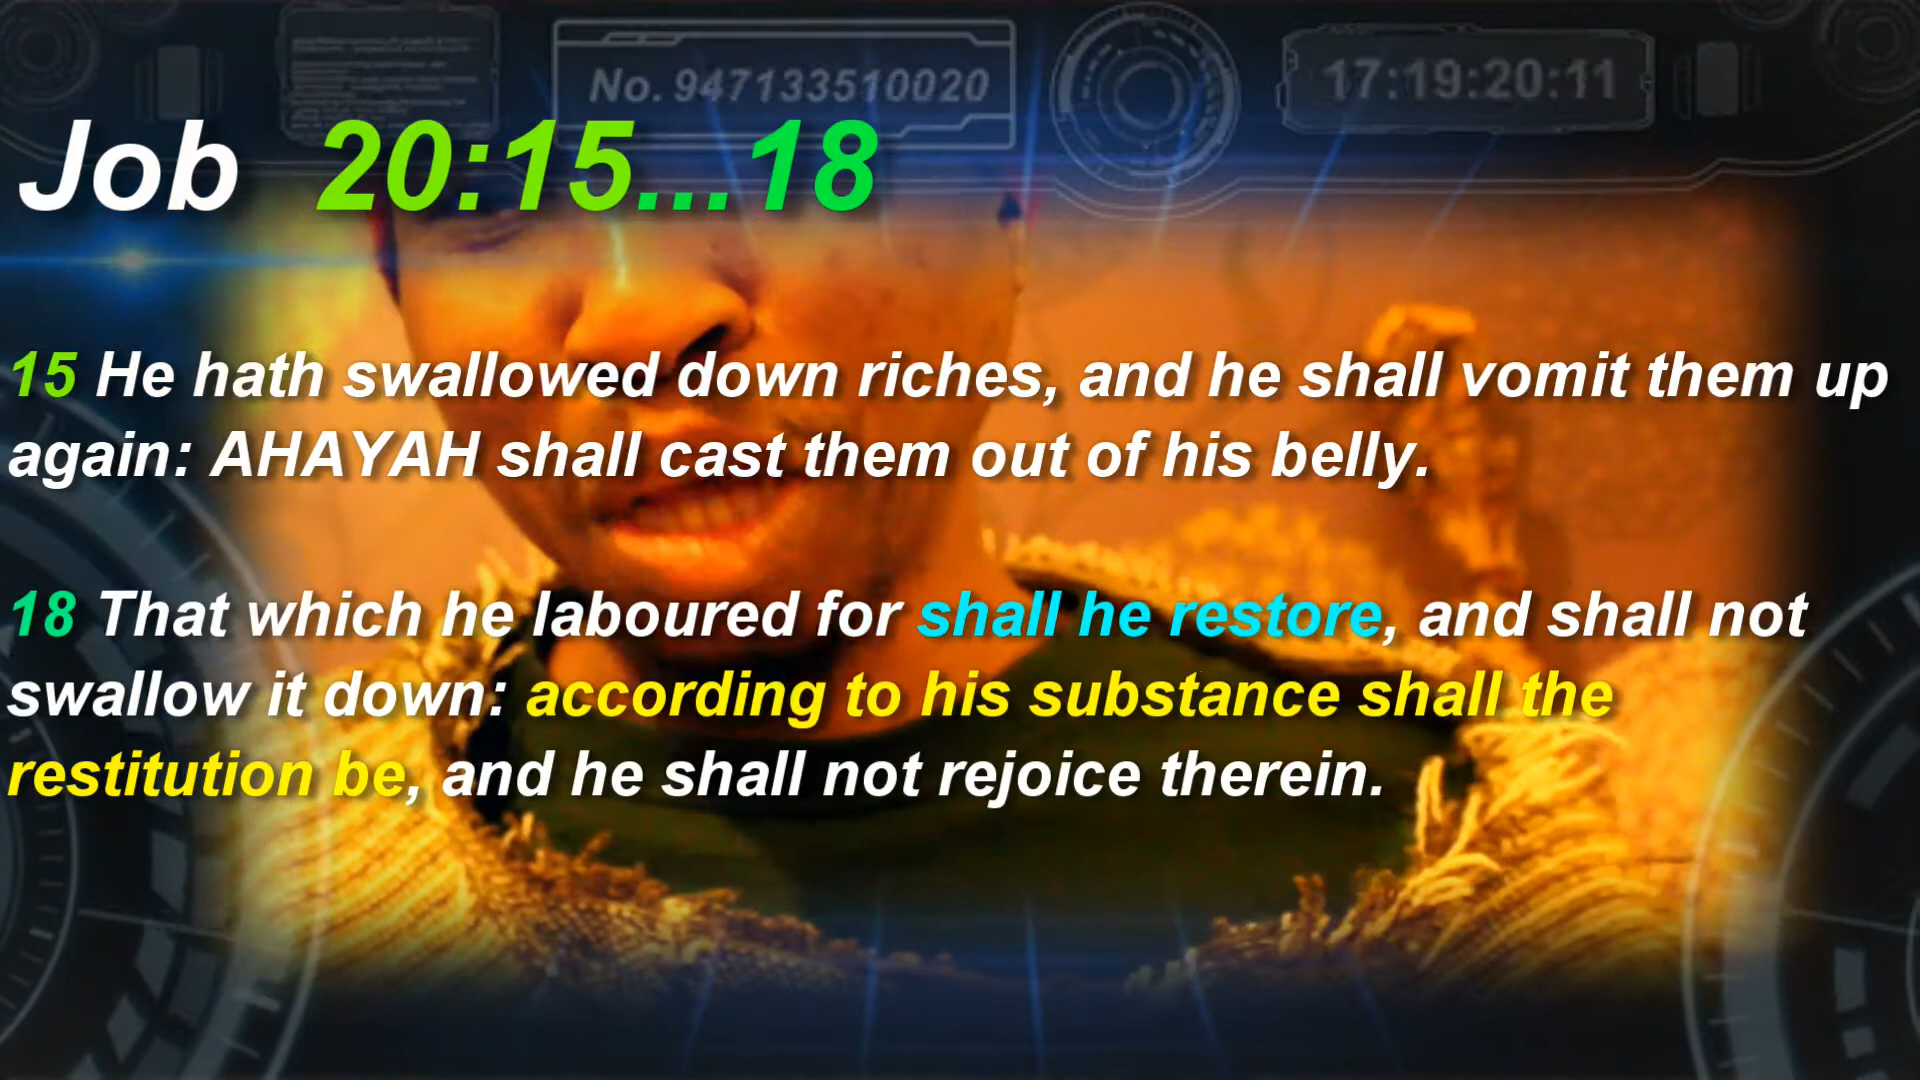 No. 947133510020
17:19:20:11
Job 20:15...18
15 He hath swallowed down riches, and he shall vomit them up
again: AHAYAH shall cast them out of his belly.
18 That which he laboured for shall he restore, and shall not
swallow it down: according to his substance shall the
restitution be, and he shall not rejoice therein.